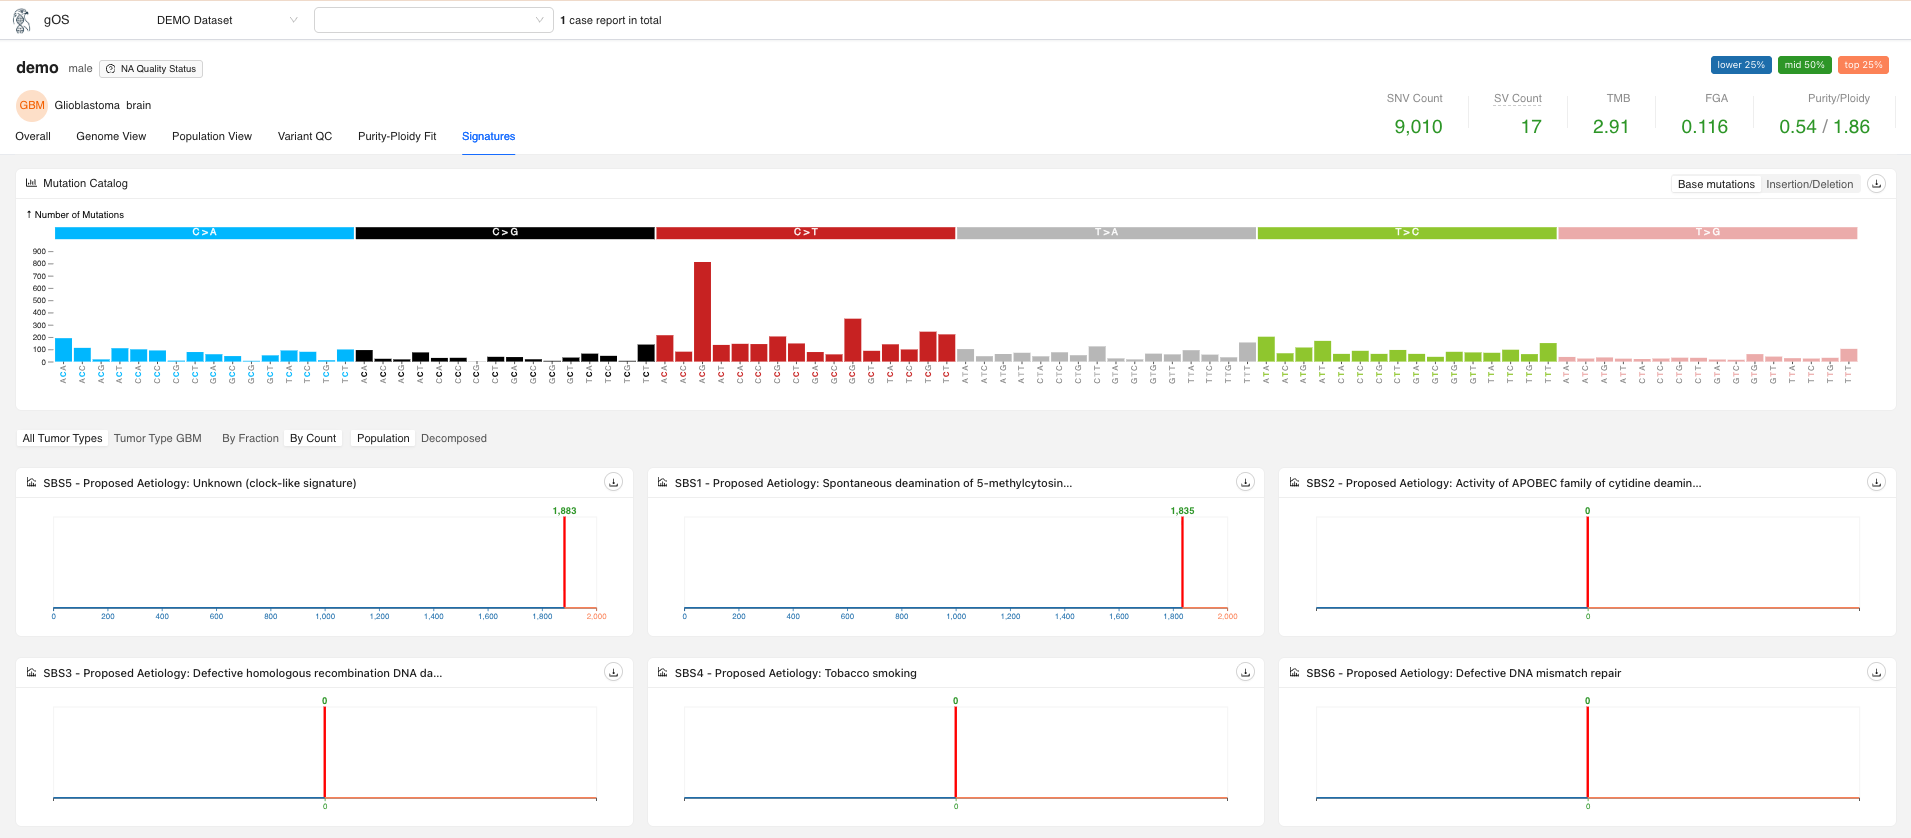 gOS DEMO Dataset 1 case report in total
demo male NA Quality Status lower 25% mid 50% top 25%
GBM Glioblastoma brain
SNV Count SV Count TMB FGA Purity/Ploidy
9,010 17 2.91 0.116 0.54 / 1.86
Overall Genome View Population View Variant QC Purity-Ploidy Fit Signatures
Mutation Catalog Base mutations Insertion/Deletion
↑ Number of Mutations
C > A C > G C > T T > A T > C T > G
900
800
700
600
500
400
300
200
100
0
ACA ACC ACG ACT CCA CCC CCG CCT GCA GCC GCG GCT TCA TCC TCG TCT ACA ACC ACG ACT CCA CCC CCG CCT GCA GCC GCG GCT TCA TCC TCG TCT ACA ACC ACG ACT CCA CCC CCG CCT GCA GCC GCG GCT TCA TCC TCG TCT ATA ATC ATG ATT CTA CTC CTG CTT GTA GTC GTG GTT TTA TTC TTG TTT ATA ATC ATG ATT CTA CTC CTG CTT GTA GTC GTG GTT TTA TTC TTG TTT ATA ATC ATG ATT CTA CTC CTG CTT GTA GTC GTG GTT TTA TTC TTG TTT
All Tumor Types Tumor Type GBM By Fraction By Count Population Decomposed
SBS5 - Proposed Aetiology: Unknown (clock-like signature)
1,883
0 200 400 600 800 1,000 1,200 1,400 1,600 1,800 2,000
SBS1 - Proposed Aetiology: Spontaneous deamination of 5-methylcytosin...
1,835
0 200 400 600 800 1,000 1,200 1,400 1,600 1,800 2,000
SBS2 - Proposed Aetiology: Activity of APOBEC family of cytidine deamin...
0
0
SBS3 - Proposed Aetiology: Defective homologous recombination DNA da...
0
0
SBS4 - Proposed Aetiology: Tobacco smoking
0
0
SBS6 - Proposed Aetiology: Defective DNA mismatch repair
0
0